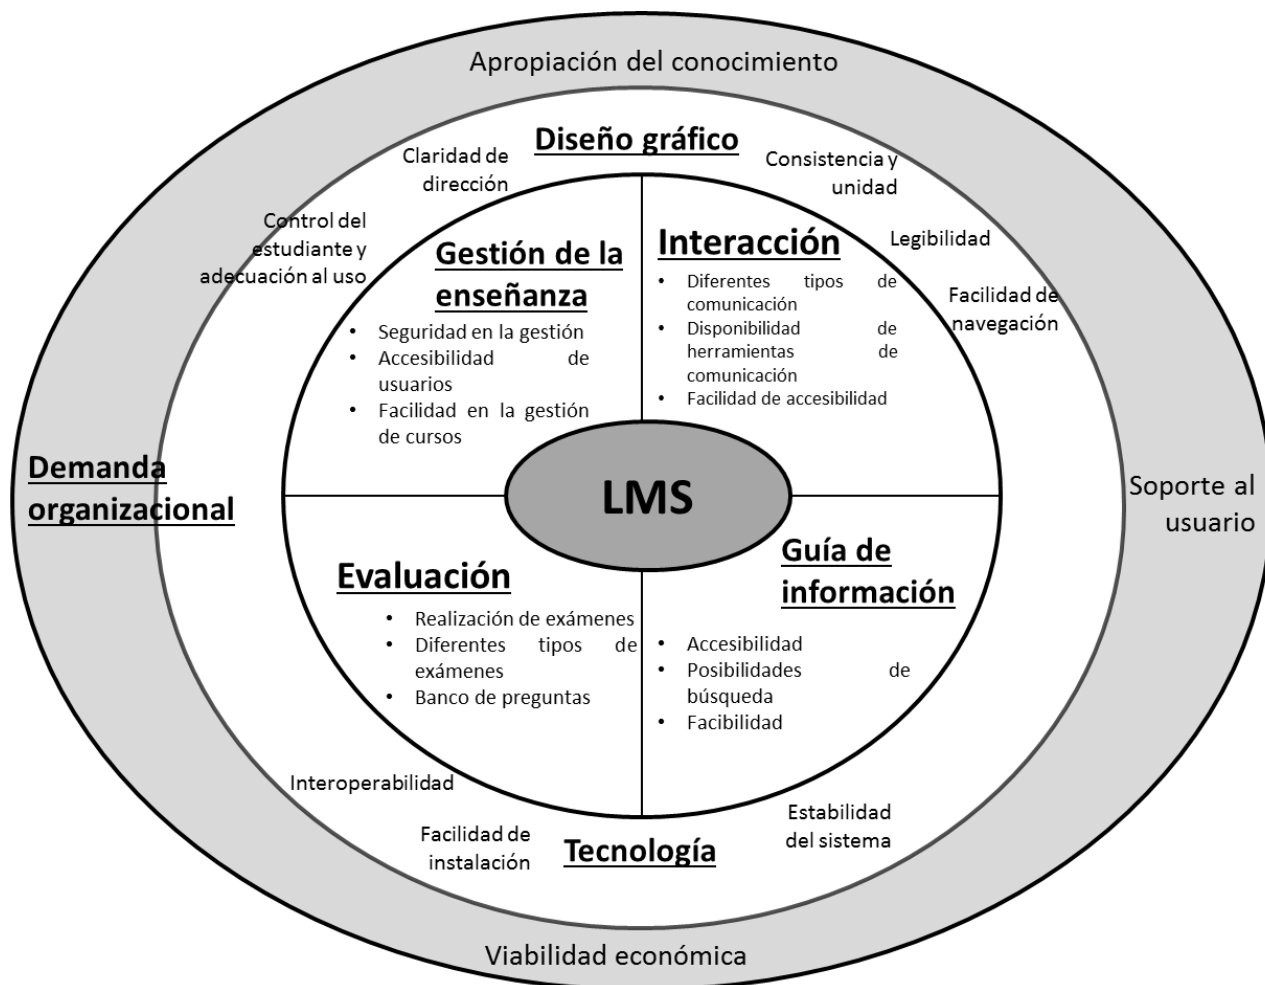 Apropiación del conocimiento
Diseño gráfico
Claridad de
dirección
Consistencia y
unidad
Control del
estudiante y
adecuación al uso
Legibilidad
Facilidad de
navegación
Gestión de la
enseñanza
• Seguridad en la gestión
• Accesibilidad de
usuarios
• Facilidad en la gestión
de cursos
Interacción
• Diferentes tipos de
comunicación
• Disponibilidad de
herramientas de
comunicación
• Facilidad de accesibilidad
Demanda
organizacional
LMS
Soporte al
usuario
Evaluación
• Realización de exámenes
• Diferentes tipos de
exámenes
• Banco de preguntas
Guía de
información
• Accesibilidad
• Posibilidades de
búsqueda
• Facibilidad
Interoperabilidad
Facilidad de
instalación
Tecnología
Estabilidad
del sistema
Viabilidad económica